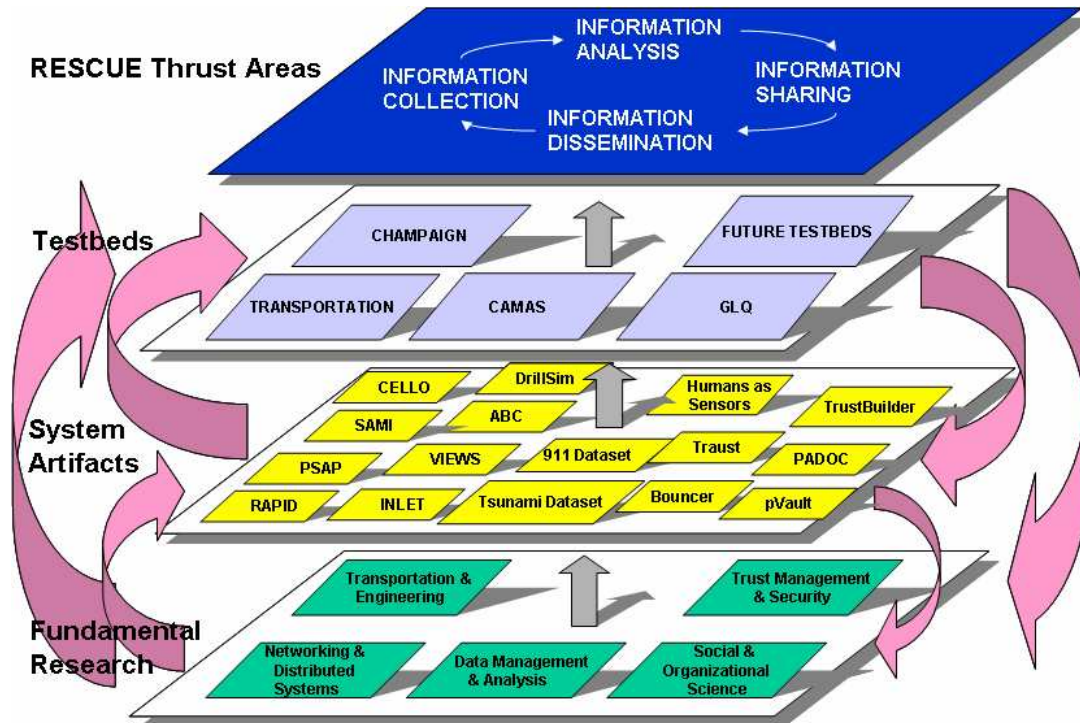 RESCUE Thrust Areas
INFORMATION
ANALYSIS
INFORMATION
COLLECTION
INFORMATION
SHARING
INFORMATION
DISSEMINATION
Testbeds
CHAMPAIGN
FUTURE TESTBEDS
TRANSPORTATION
CAMAS
GLQ
System
Artifacts
CELLO
DrillSim
Humans as
Sensors
TrustBuilder
SAMI
ABC
PSAP
VIEWS
911 Dataset
Traust
PADOC
RAPID
INLET
Tsunami Dataset
Bouncer
pVault
Fundamental
Research
Transportation &
Engineering
Trust Management
& Security
Networking &
Distributed
Systems
Data Management
& Analysis
Social &
Organizational
Science